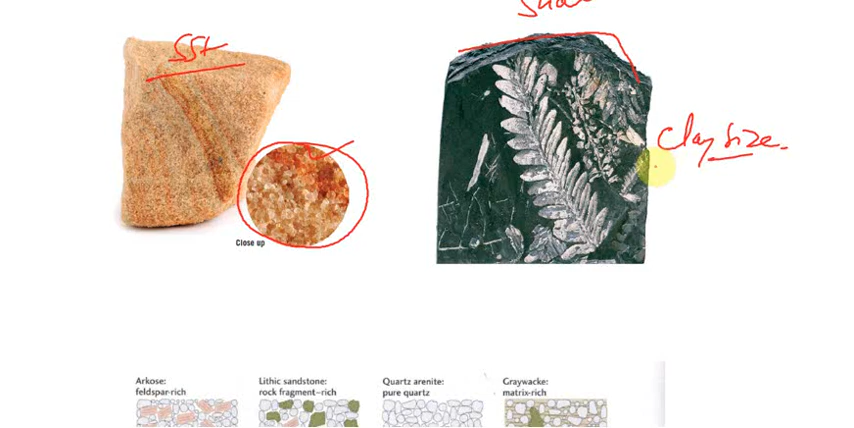 SSt
clay size.
Close up
Arkose:
feldspar-rich
Lithic sandstone:
rock fragment–rich
Quartz arenite:
pure quartz
Graywacke:
matrix-rich